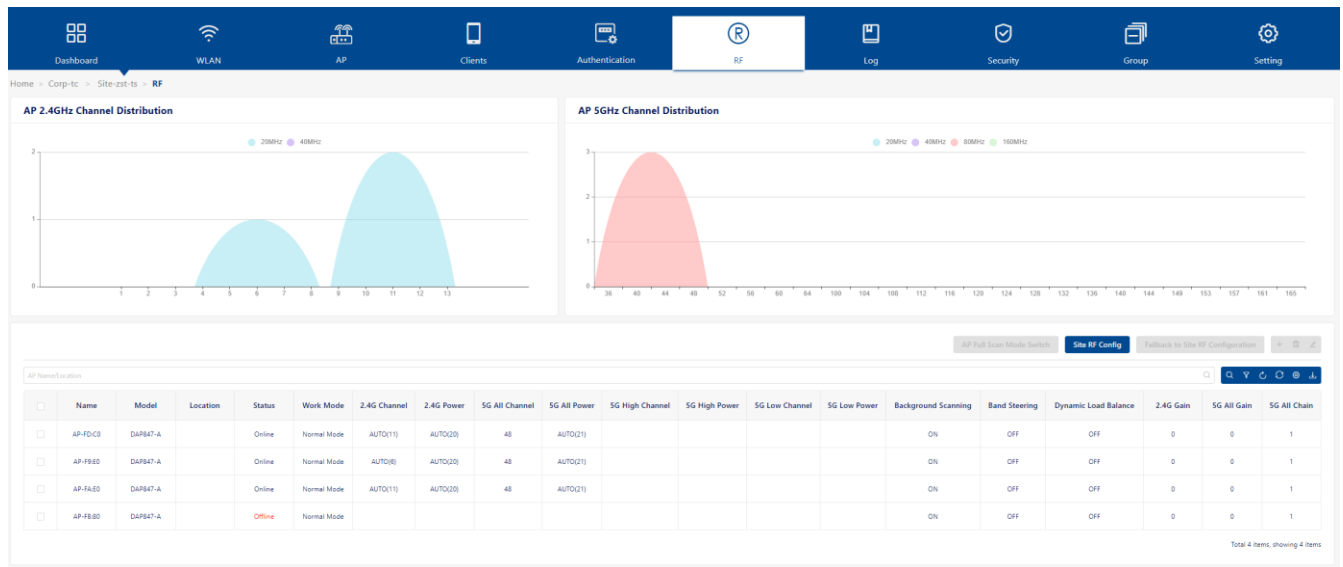 Dashboard WLAN AP Clients Authentication RF Log Security Group Setting
Home > Corp-tc > Site-zst-ts > RF
AP 2.4GHz Channel Distribution
20MHz 40MHz
2
1
0
1 2 3 4 5 6 7 8 9 10 11 12 13
AP 5GHz Channel Distribution
20MHz 40MHz 80MHz 160MHz
3
2
1
0
36 40 44 48 52 56 60 64 100 104 108 112 116 120 124 128 132 136 140 144 149 153 157 161 165
AP Full Scan Mode Switch Site RF Config Fallback to Site RF Configuration
AP Name/Location
Name Model Location Status Work Mode 2.4G Channel 2.4G Power 5G All Channel 5G All Power 5G High Channel 5G High Power 5G Low Channel 5G Low Power Background Scanning Band Steering Dynamic Load Balance 2.4G Gain 5G All Gain 5G All Chain
AP-FD:C0 DAP847-A Online Normal Mode AUTO(11) AUTO(20) 48 AUTO(21) ON OFF OFF 0 0 1
AP-F9:E0 DAP847-A Online Normal Mode AUTO(6) AUTO(20) 48 AUTO(21) ON OFF OFF 0 0 1
AP-FA:E0 DAP847-A Online Normal Mode AUTO(11) AUTO(20) 48 AUTO(21) ON OFF OFF 0 0 1
AP-FB:80 DAP847-A Offline Normal Mode ON OFF OFF 0 0 1
Total 4 items, showing 4 items